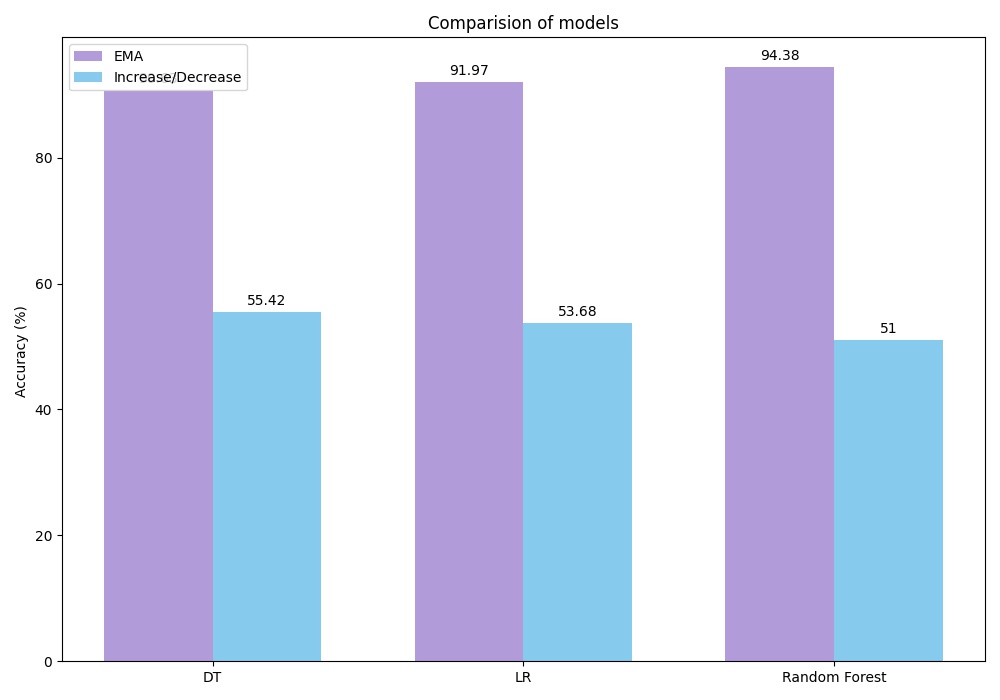 Comparision of models
EMA
Increase/Decrease
91.97
94.38
55.42
53.68
51
Accuracy (%)
80
60
40
20
0
DT
LR
Random Forest